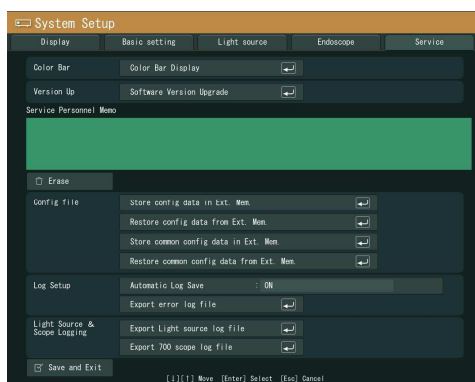 System Setup
Display Basic setting Light source Endoscope Service
Color Bar Color Bar Display
Version Up Software Version Upgrade
Service Personnel Memo
Erase
Config file Store config data in Ext. Mem.
Restore config data from Ext. Mem.
Store common config data in Ext. Mem.
Restore common config data from Ext. Mem.
Log Setup Automatic Log Save : ON
Export error log file
Light Source & Scope Logging Export Light source log file
Export 700 scope log file
Save and Exit
[↓][↑] Move [Enter] Select [Esc] Cancel